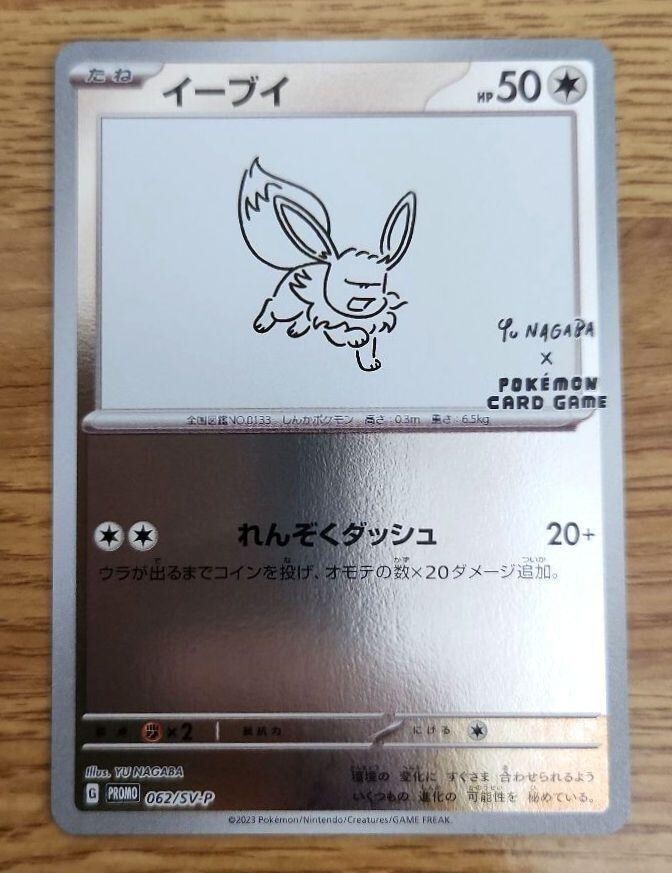 たね イーブイ HP 50
Yu NAGABA
×
POKÉMON
CARD GAME
全国図鑑NO.0133 しんかポケモン 高さ:0.3m 重さ:6.5kg
れんぞくダッシュ 20+
ウラが出るまでコインを投げ、オモテの数×20ダメージ追加。
弱点 ×2 抵抗力 にげる
Illus. YU NAGABA
G PROMO 062/SV-P
環境の 変化に すぐさま 合わせられるよう
いくつもの 進化の 可能性を 秘めている。
©2023 Pokémon/Nintendo/Creatures/GAME FREAK.